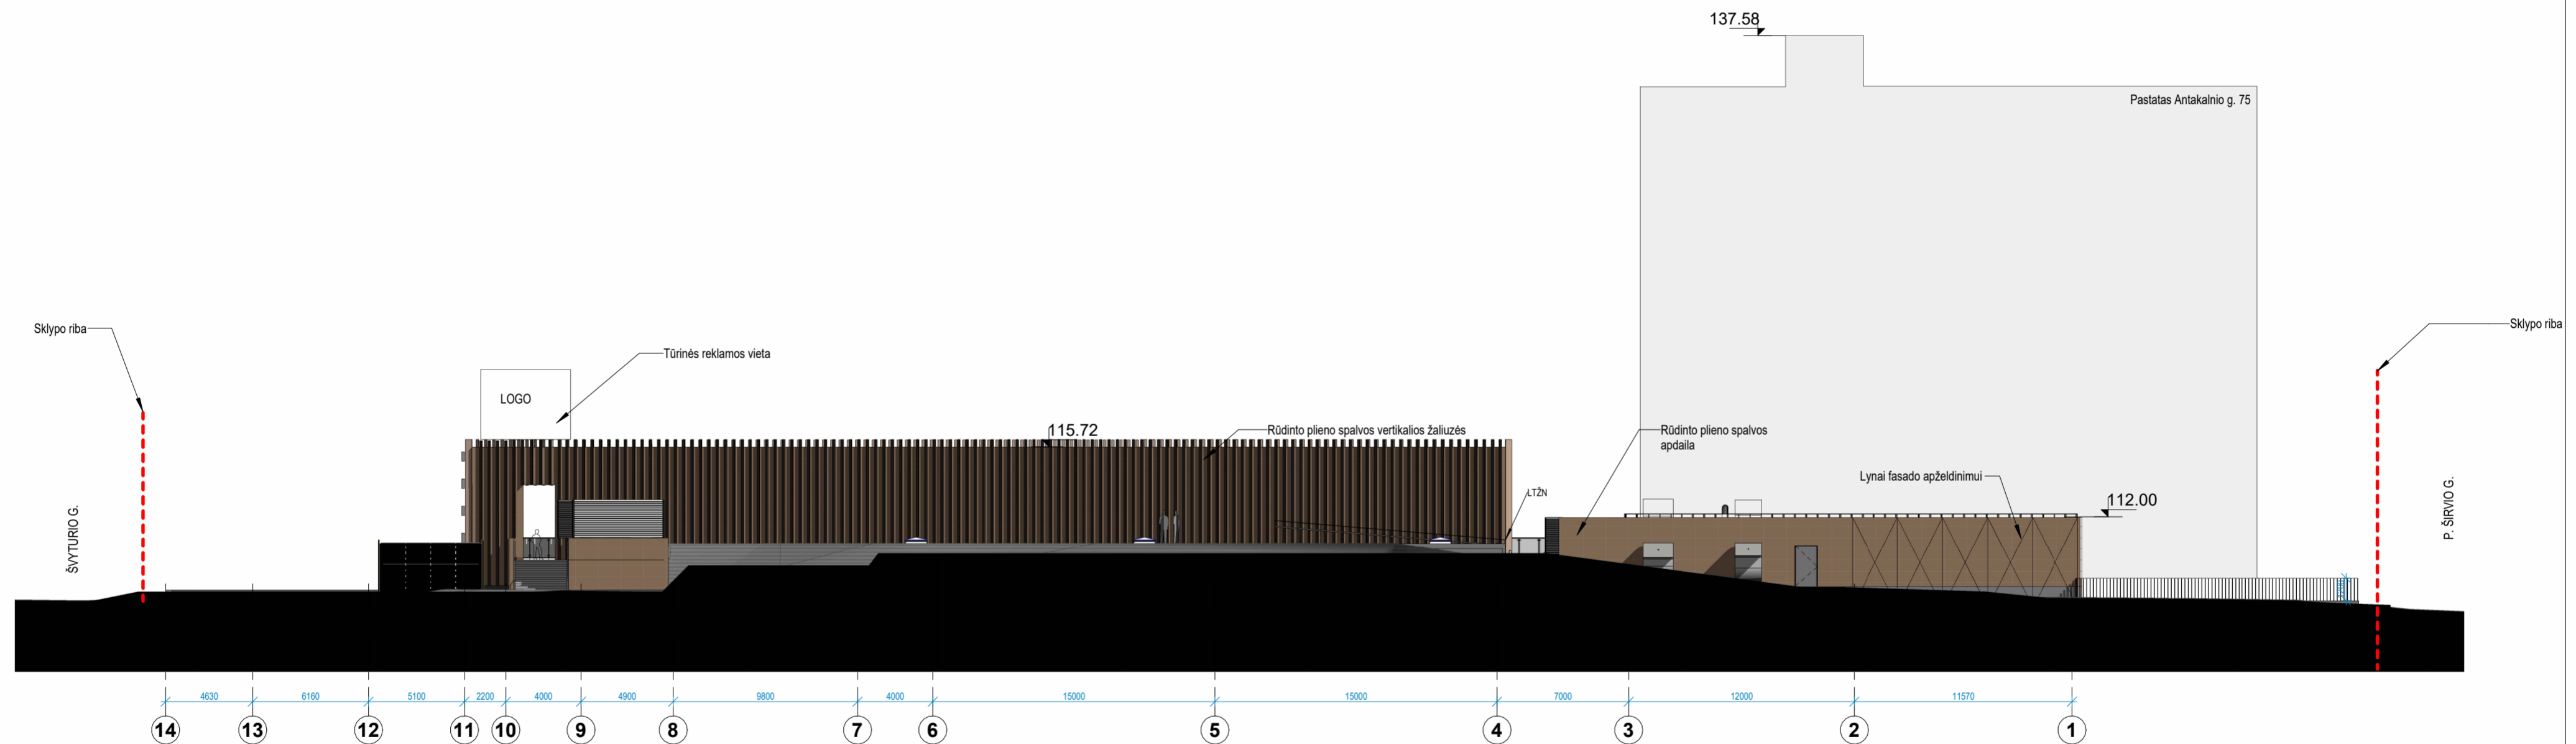 137.58
Pastatas Antakalnio g. 75
Sklypo riba
Sklypo riba
Tūrinės reklamos vieta
LOGO
115.72
Rūdinto plieno spalvos vertikalios žaliuzės
Rūdinto plieno spalvos
apdaila
Lynai fasado apželdinimui
LTŽN
112.00
ŠVYTURIO G.
P. ŠIRVIO G.
4630 6160 5100 2200 4000 4900 9800 4000 15000 15000 7000 12000 11570
14 13 12 11 10 9 8 7 6 5 4 3 2 1